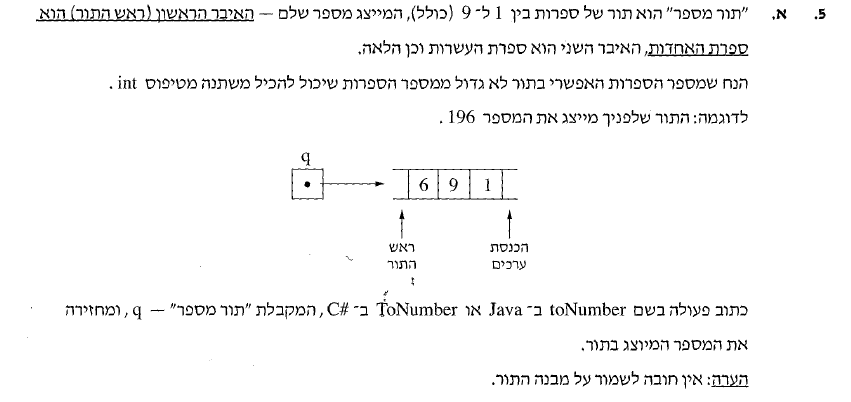 5. א. "תור מספר" הוא תור של ספרות בין 1 ל־ 9 (כולל), המייצג מספר שלם — האיבר הראשון (ראש התור) הוא
ספרת האחדות, האיבר השני הוא ספרת העשרות וכן הלאה.
הנח שמספר הספרות האפשרי בתור לא גדול ממספר הספרות שיכול להכיל משתנה מטיפוס int .
לדוגמה: התור שלפניך מייצג את המספר 196 .
q
6 9 1
ראש התור
הכנסת ערכים
כתוב פעולה בשם toNumber ב־ Java או ToNumber ב־ C#, המקבלת "תור מספר" — q , ומחזירה
את המספר המיוצג בתור.
הערה: אין חובה לשמור על מבנה התור.